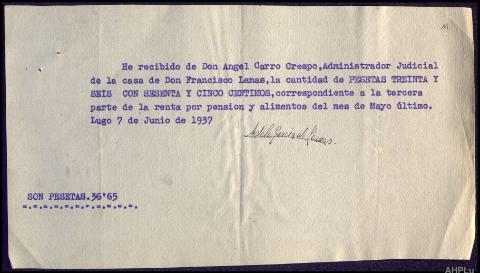 He recibido de Don Angel Carro Crespo,Administrador Judicial
de la casa de Don Francisco Lamas,la cantidad de PESETAS TREINTA Y
SEIS CON SESENTA Y CINCO CENTIMOS,correspondiente a la tercera
parte de la renta por pension y alimentos del mes de Mayo último.
Lugo 7 de Junio de 1937
SON PESETAS.36'65
AHPLu